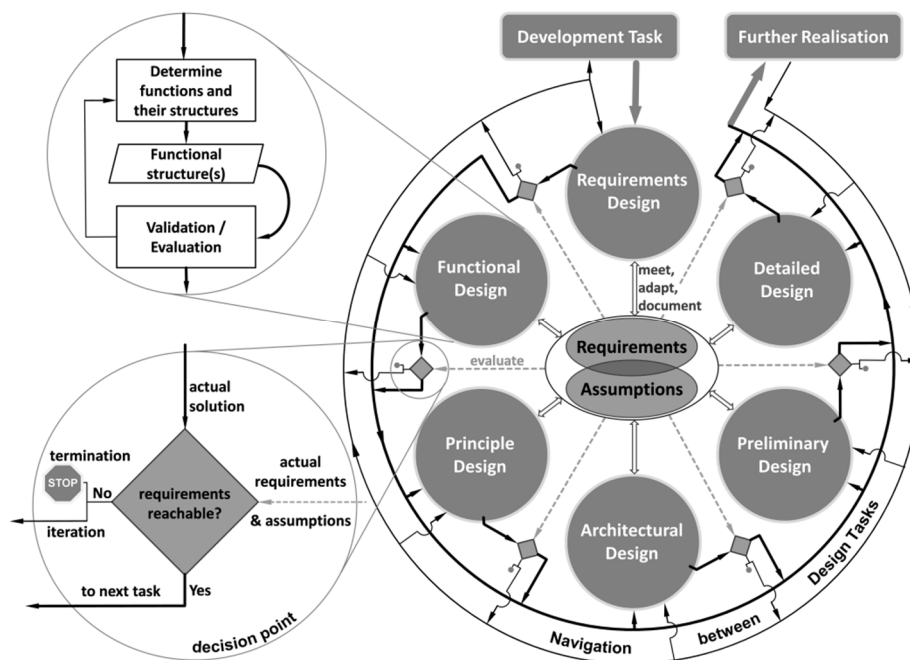 Determine
functions and
their structures
Functional
structure(s)
Validation /
Evaluation
Development Task
Further Realisation
Requirements
Design
Functional
Design
Detailed
Design
meet,
adapt,
document
Requirements
Assumptions
evaluate
Principle
Design
Preliminary
Design
Architectural
Design
Navigation
between
Design Tasks
actual
solution
termination
STOP
No
iteration
requirements
reachable?
actual
requirements
& assumptions
to next task
Yes
decision point